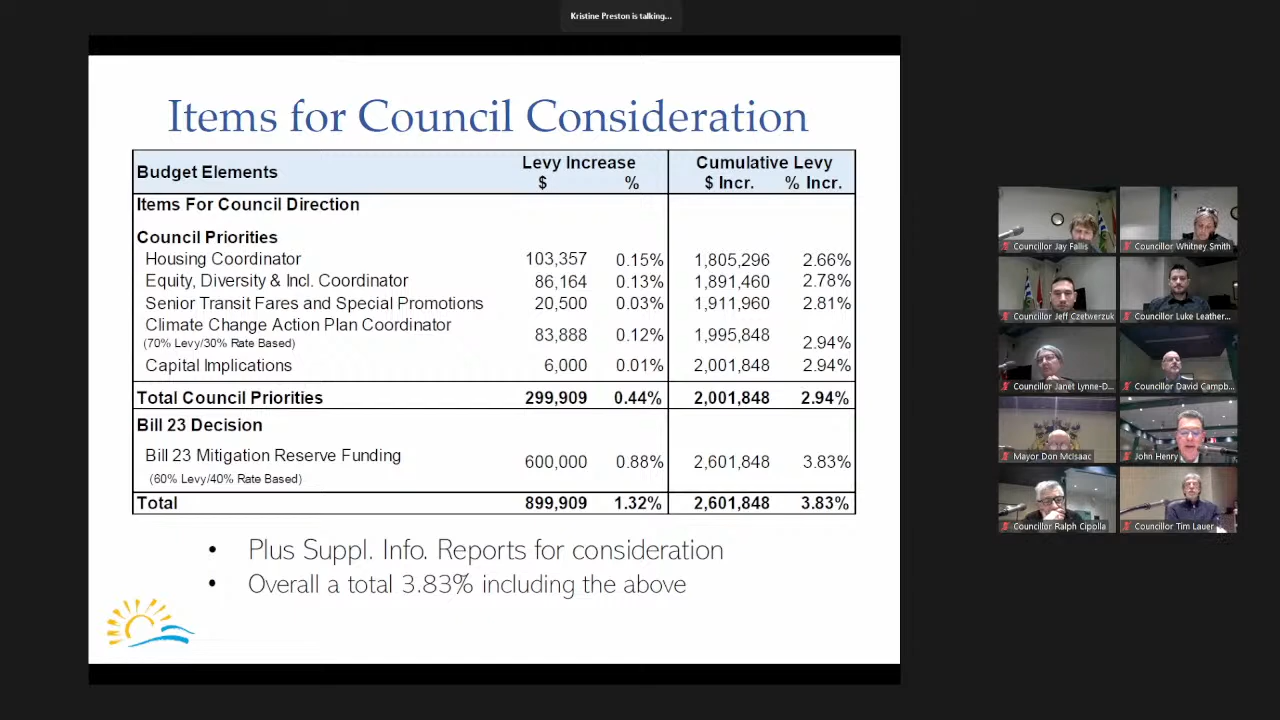 Kristine Preston is talking...
Items for Council Consideration
Budget Elements Levy Increase Cumulative Levy
$ % $ Incr. % Incr.
Items For Council Direction
Council Priorities
Housing Coordinator 103,357 0.15% 1,805,296 2.66%
Equity, Diversity & Incl. Coordinator 86,164 0.13% 1,891,460 2.78%
Senior Transit Fares and Special Promotions 20,500 0.03% 1,911,960 2.81%
Climate Change Action Plan Coordinator 83,888 0.12% 1,995,848 2.94%
(70% Levy/30% Rate Based)
Capital Implications 6,000 0.01% 2,001,848 2.94%
Total Council Priorities 299,909 0.44% 2,001,848 2.94%
Bill 23 Decision
Bill 23 Mitigation Reserve Funding 600,000 0.88% 2,601,848 3.83%
(60% Levy/40% Rate Based)
Total 899,909 1.32% 2,601,848 3.83%
• Plus Suppl. Info. Reports for consideration
• Overall a total 3.83% including the above
Councillor Jay Fallis
Councillor Whitney Smith
Councillor Jeff Czetwerzuk
Councillor Luke Leather...
Councillor Janet Lynne-D...
Councillor David Campb...
Mayor Don McIsaac
John Henry
Councillor Ralph Cipolla
Councillor Tim Lauer